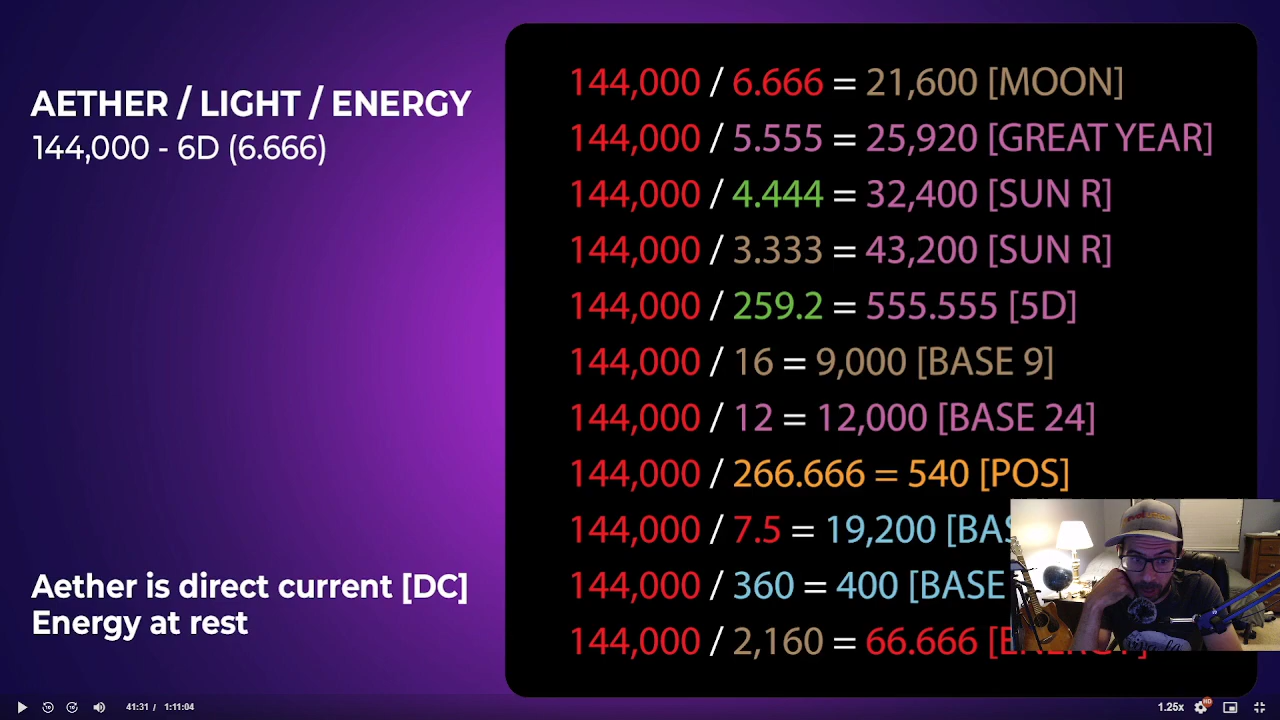 AETHER / LIGHT / ENERGY
144,000 - 6D (6.666)
144,000 / 6.666 = 21,600 [MOON]
144,000 / 5.555 = 25,920 [GREAT YEAR]
144,000 / 4.444 = 32,400 [SUN R]
144,000 / 3.333 = 43,200 [SUN R]
144,000 / 259.2 = 555.555 [5D]
144,000 / 16 = 9,000 [BASE 9]
144,000 / 12 = 12,000 [BASE 24]
144,000 / 266.666 = 540 [POS]
144,000 / 7.5 = 19,200 [BAS
144,000 / 360 = 400 [BASE
144,000 / 2,160 = 66.666 [ENERGY]
Aether is direct current [DC]
Energy at rest
41:31 / 1:11:04
1.25x
HD